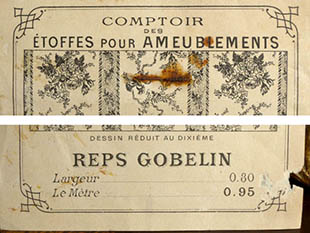 COMPTOIR
DES
ÉTOFFES POUR AMEUBLEMENTS
DESSIN RÉDUIT AU DIXIÈME
REPS GOBELIN
Largeur 0.80
Le Mètre 0.95